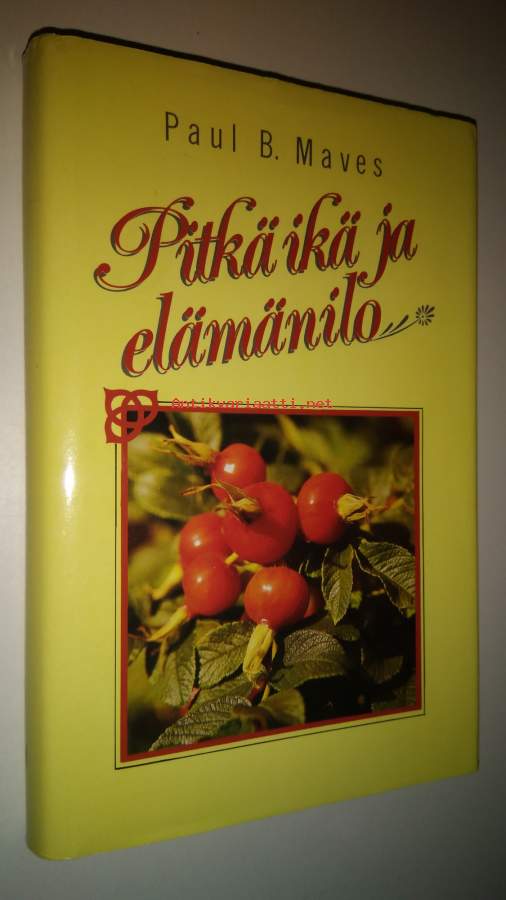 Paul B. Maves
Pitkä ikä ja
elämänilo
Antikvariaatti.net